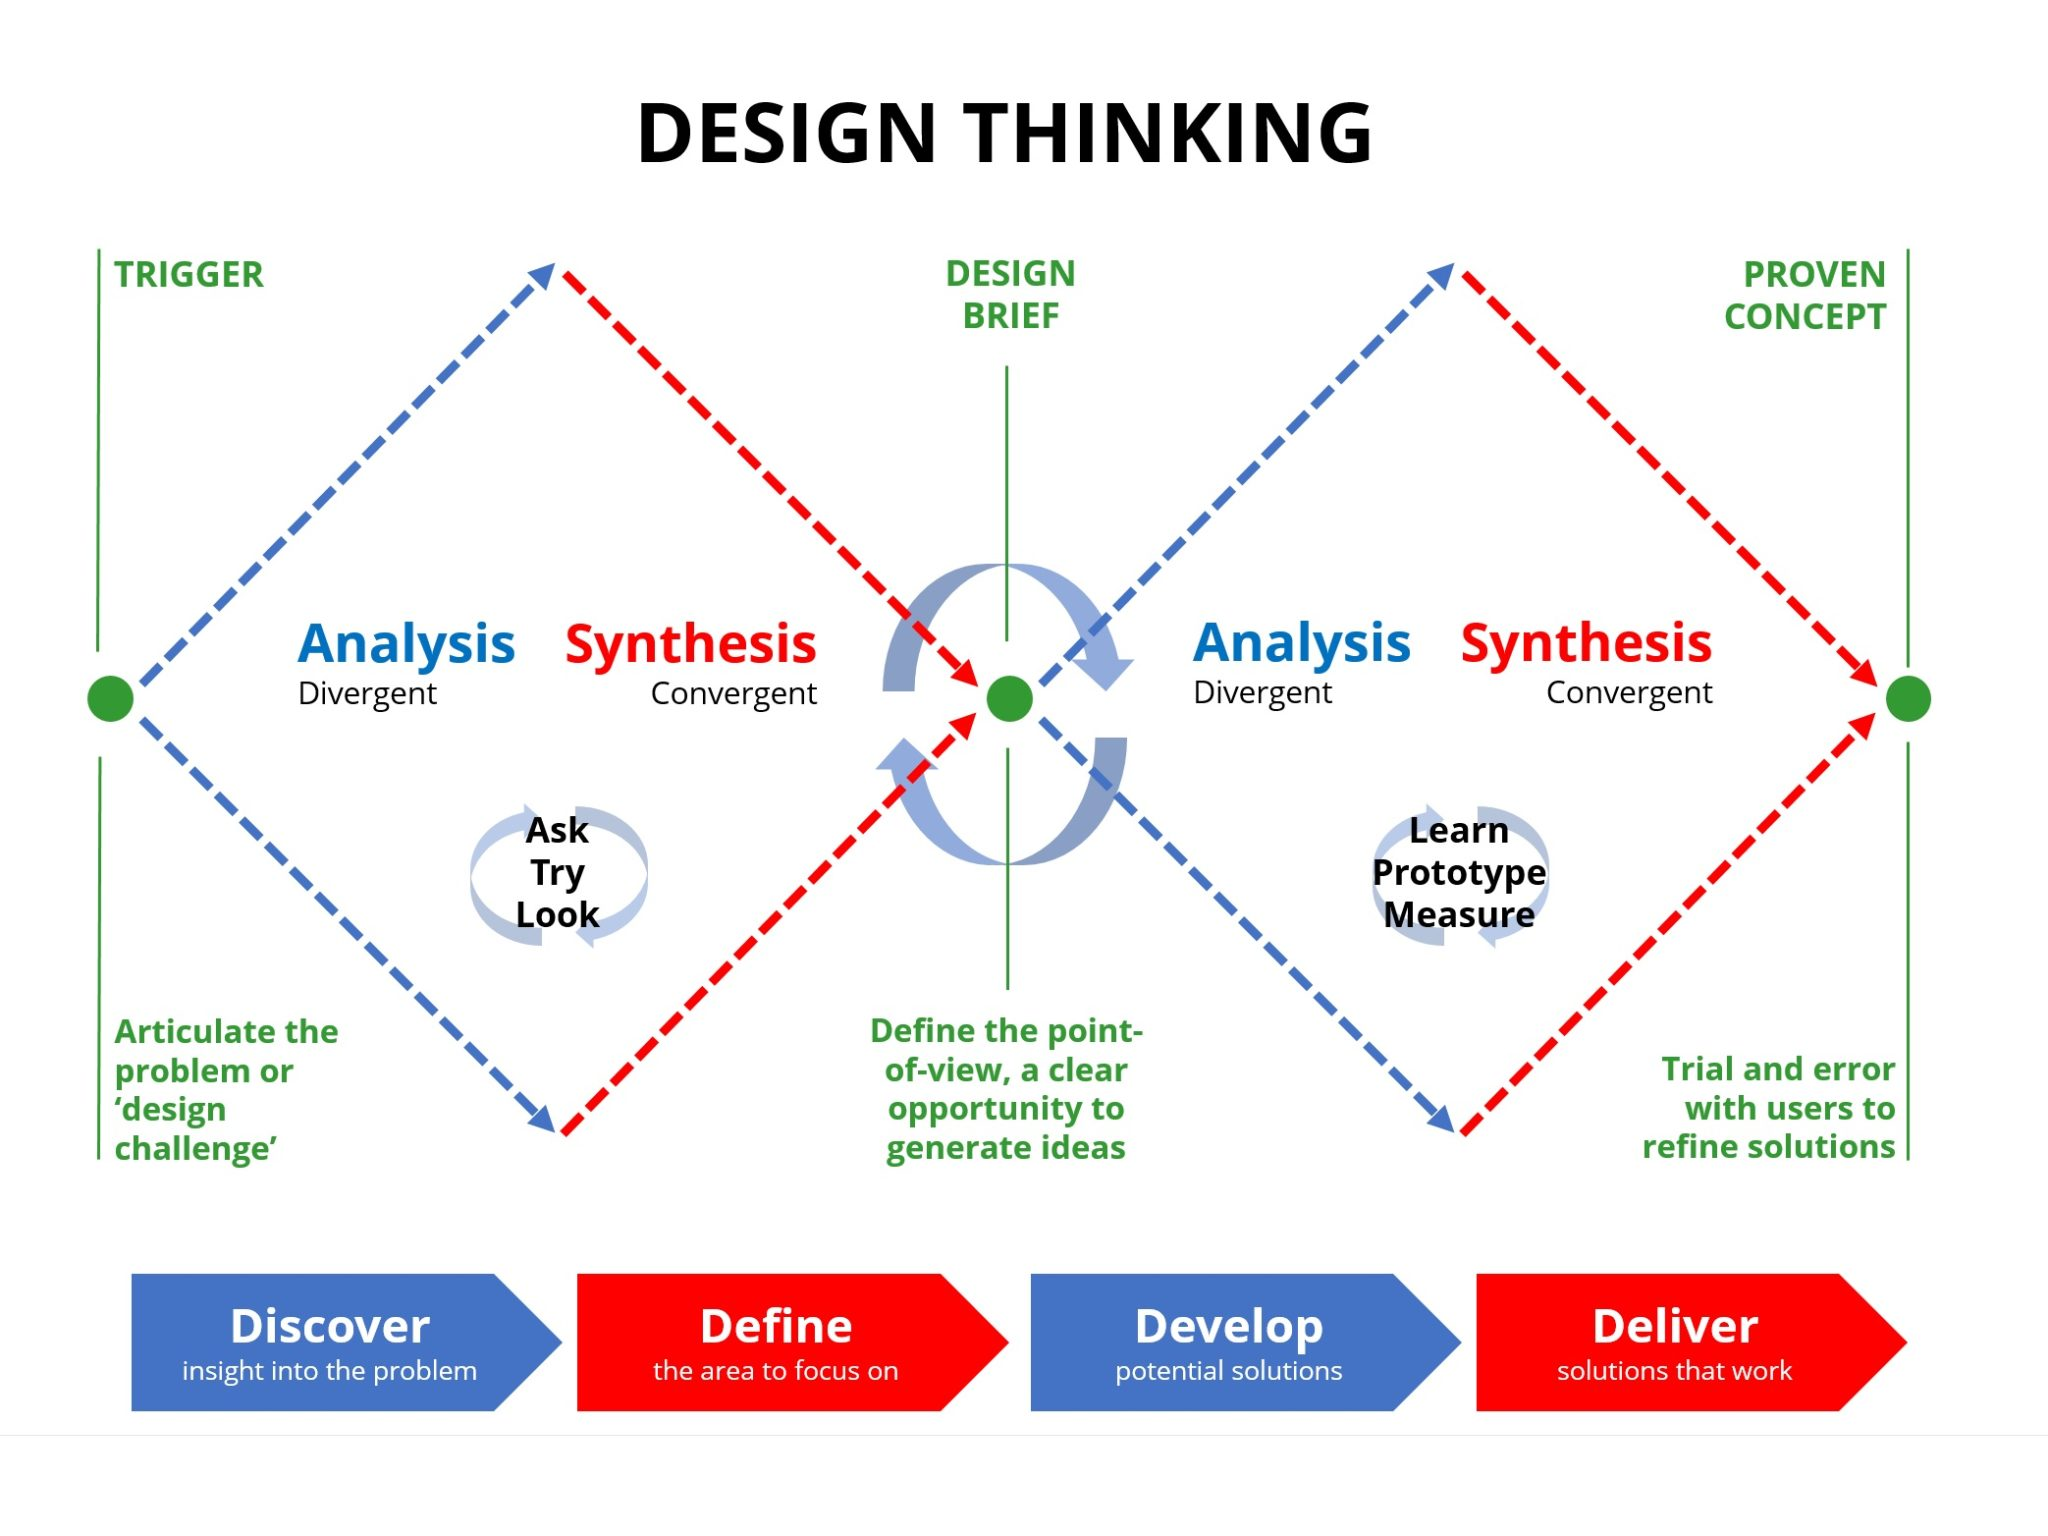 DESIGN THINKING
TRIGGER
DESIGN
BRIEF
PROVEN
CONCEPT
Analysis
Divergent
Synthesis
Convergent
Analysis
Divergent
Synthesis
Convergent
Ask
Try
Look
Learn
Prototype
Measure
Articulate the
problem or
‘design
challenge’
Define the point-
of-view, a clear
opportunity to
generate ideas
Trial and error
with users to
refine solutions
Discover
insight into the problem
Define
the area to focus on
Develop
potential solutions
Deliver
solutions that work